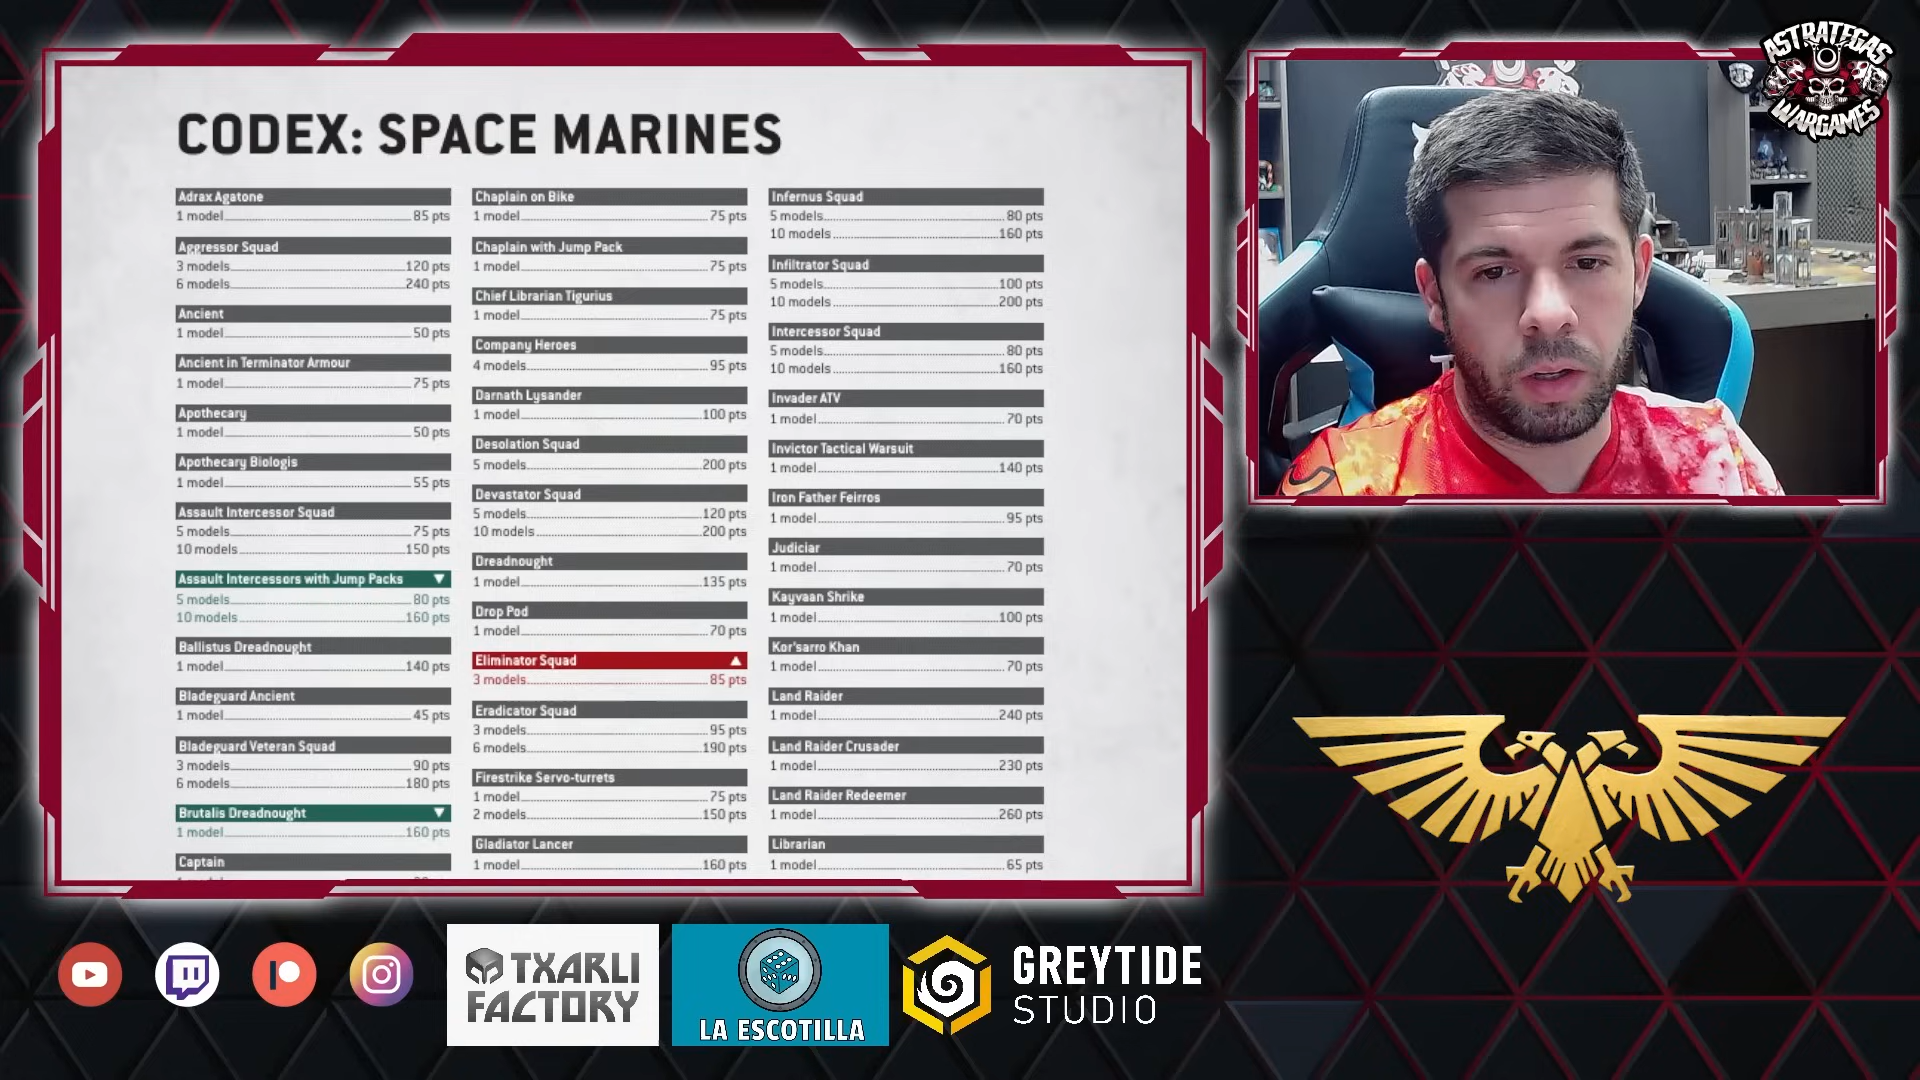 CODEX: SPACE MARINES
Adrax Agatone
1 model 85 pts
Aggressor Squad
3 models 120 pts
6 models 240 pts
Ancient
1 model 50 pts
Ancient in Terminator Armour
1 model 75 pts
Apothecary
1 model 50 pts
Apothecary Biologis
1 model 55 pts
Assault Intercessor Squad
5 models 75 pts
10 models 150 pts
Assault Intercessors with Jump Packs ▼
5 models 80 pts
10 models 160 pts
Ballistus Dreadnought
1 model 140 pts
Bladeguard Ancient
1 model 45 pts
Bladeguard Veteran Squad
3 models 90 pts
6 models 180 pts
Brutalis Dreadnought ▼
1 model 160 pts
Captain
Chaplain on Bike
1 model 75 pts
Chaplain with Jump Pack
1 model 75 pts
Chief Librarian Tigurius
1 model 75 pts
Company Heroes
4 models 95 pts
Darnath Lysander
1 model 100 pts
Desolation Squad
5 models 200 pts
Devastator Squad
5 models 120 pts
10 models 200 pts
Dreadnought
1 model 135 pts
Drop Pod
1 model 70 pts
Eliminator Squad ▲
3 models 85 pts
Eradicator Squad
3 models 95 pts
6 models 190 pts
Firestrike Servo-turrets
1 model 75 pts
2 models 150 pts
Gladiator Lancer
1 model 160 pts
Infernus Squad
5 models 80 pts
10 models 160 pts
Infiltrator Squad
5 models 100 pts
10 models 200 pts
Intercessor Squad
5 models 80 pts
10 models 160 pts
Invader ATV
1 model 70 pts
Invictor Tactical Warsuit
1 model 140 pts
Iron Father Feirros
1 model 95 pts
Judiciar
1 model 70 pts
Kayvaan Shrike
1 model 100 pts
Kor'sarro Khan
1 model 70 pts
Land Raider
1 model 240 pts
Land Raider Crusader
1 model 230 pts
Land Raider Redeemer
1 model 260 pts
Librarian
1 model 65 pts
ASTRATEGAS
WARGAMES
TXARLI
FACTORY
LA ESCOTILLA
GREYTIDE
STUDIO